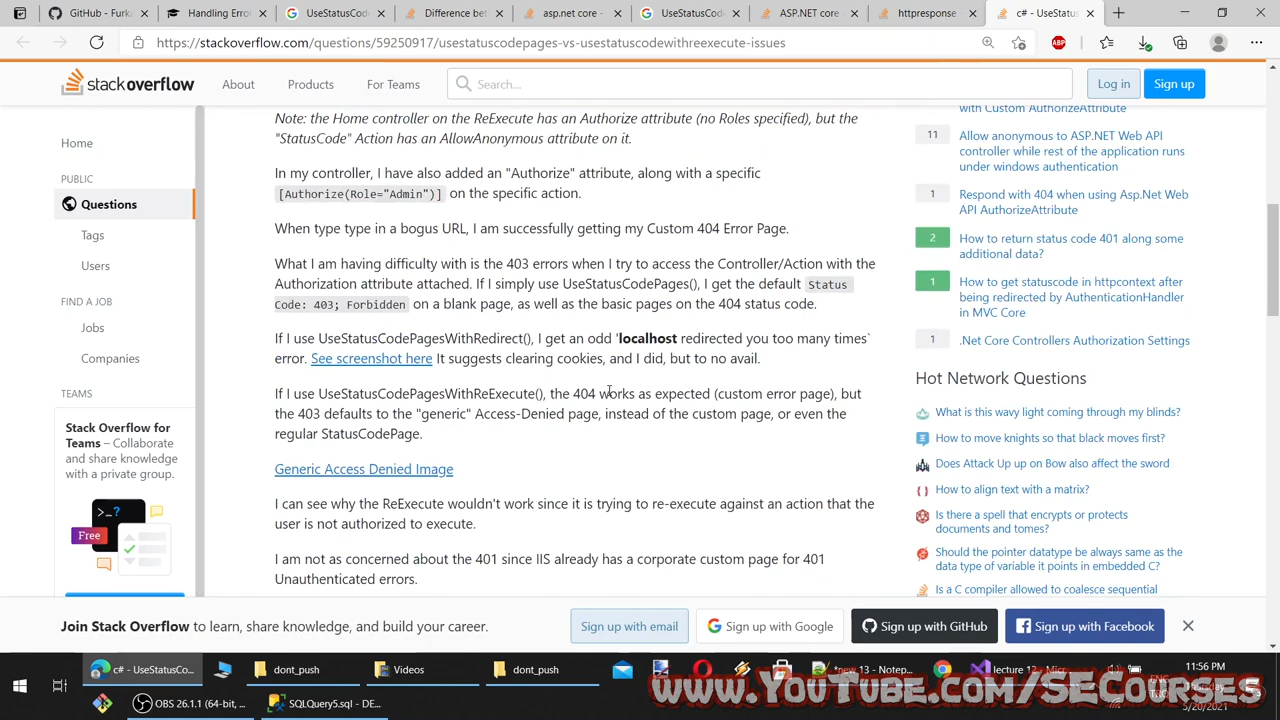 GitHub - Furka
Handling Erro
UseStatusCod
Difference bet
asp.net core -
UseStatusCod
ASP.NET core
httpresponse
c# - UseStatus
https://stackoverflow.com/questions/59250917/usestatuscodepages-vs-usestatuscodewithreexecute-issues
ABP
stackoverflow
About
Products
For Teams
Search...
Log in
Sign up
Home
PUBLIC
Questions
Tags
Users
FIND A JOB
Jobs
Companies
TEAMS
Stack Overflow for
Teams – Collaborate
and share knowledge
with a private group.
>_?
Free
Note: the Home controller on the ReExecute has an Authorize attribute (no Roles specified), but the
"StatusCode" Action has an AllowAnonymous attribute on it.
In my controller, I have also added an "Authorize" attribute, along with a specific
[Authorize(Role="Admin")] on the specific action.
When type type in a bogus URL, I am successfully getting my Custom 404 Error Page.
What I am having difficulty with is the 403 errors when I try to access the Controller/Action with the
Authorization attribute attached. If I simply use UseStatusCodePages(), I get the default Status
Code: 403; Forbidden on a blank page, as well as the basic pages on the 404 status code.
If I use UseStatusCodePagesWithRedirect(), I get an odd 'localhost redirected you too many times`
error. See screenshot here It suggests clearing cookies, and I did, but to no avail.
If I use UseStatusCodePagesWithReExecute(), the 404 works as expected (custom error page), but
the 403 defaults to the "generic" Access-Denied page, instead of the custom page, or even the
regular StatusCodePage.
Generic Access Denied Image
I can see why the ReExecute wouldn't work since it is trying to re-execute against an action that the
user is not authorized to execute.
I am not as concerned about the 401 since IIS already has a corporate custom page for 401
Unauthenticated errors.
with Custom AuthorizeAttribute
11
Allow anonymous to ASP.NET Web API
controller while rest of the application runs
under windows authentication
1
Respond with 404 when using Asp.Net Web
API AuthorizeAttribute
2
How to return status code 401 along some
additional data?
1
How to get statuscode in httpcontext after
being redirected by AuthenticationHandler
in MVC Core
1
.Net Core Controllers Authorization Settings
Hot Network Questions
What is this wavy light coming through my blinds?
How to move knights so that black moves first?
Does Attack Up up on Bow also affect the sword
How to align text with a matrix?
Is there a spell that encrypts or protects
documents and tomes?
Should the pointer datatype be always same as the
data type of variable it points in embedded C?
Is a C compiler allowed to coalesce sequential
Join Stack Overflow to learn, share knowledge, and build your career.
Sign up with email
Sign up with Google
Sign up with GitHub
Sign up with Facebook
c# - UseStatusCo...
dont_push
Videos
dont_push
*new 13 - Notep...
lecture 12 - Micr...
11:56 AM
ENG
Thursday
5/20/2021
OBS 26.1.1 (64-bit, ...
SQLQuery5.sql - DE...
www.YouTube.com/SECourses